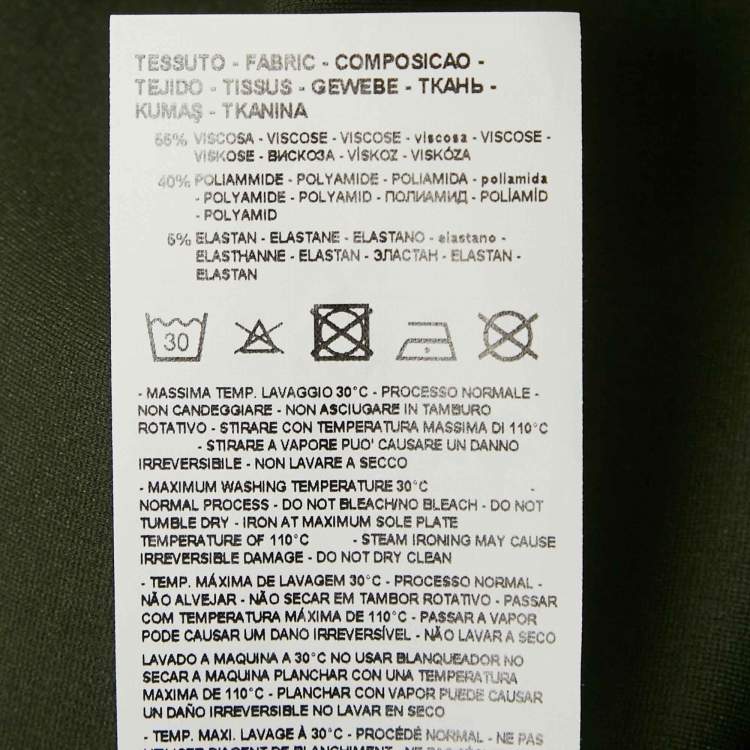 TESSUTO - FABRIC - COMPOSICAO -
TEJIDO - TISSUS - GEWEBE - ТКАНЬ -
KUMAŞ - TKANINA
55% VISCOSA - VISCOSE - VISCOSE - viscosa - VISCOSE -
VISKOSE - ВИСКОЗА - VİSKOZ - VISKÓZA
40% POLIAMMIDE - POLYAMIDE - POLIAMIDA - poliamida
- POLYAMIDE - POLYAMID - ПОЛИАМИД - POLİAMİD
- POLYAMID
5% ELASTAN - ELASTANE - ELASTANO - elastano -
ELASTHANNE - ELASTAN - ЭЛАСТАН - ELASTAN -
ELASTAN
30
- MASSIMA TEMP. LAVAGGIO 30°C - PROCESSO NORMALE -
NON CANDEGGIARE - NON ASCIUGARE IN TAMBURO
ROTATIVO - STIRARE CON TEMPERATURA MASSIMA DI 110°C
- STIRARE A VAPORE PUO' CAUSARE UN DANNO
IRREVERSIBILE - NON LAVARE A SECCO
- MAXIMUM WASHING TEMPERATURE 30°C -
NORMAL PROCESS - DO NOT BLEACH/NO BLEACH - DO NOT
TUMBLE DRY - IRON AT MAXIMUM SOLE PLATE
TEMPERATURE OF 110°C - STEAM IRONING MAY CAUSE
IRREVERSIBLE DAMAGE - DO NOT DRY CLEAN
- TEMP. MÁXIMA DE LAVAGEM 30°C - PROCESSO NORMAL -
NÃO ALVEJAR - NÃO SECAR EM TAMBOR ROTATIVO - PASSAR
COM TEMPERATURA MÁXIMA DE 110°C - PASSAR A VAPOR
PODE CAUSAR UM DANO IRREVERSÍVEL - NÃO LAVAR A SECO
LAVADO A MAQUINA A 30°C NO USAR BLANQUEADOR NO
SECAR A MAQUINA PLANCHAR CON UNA TEMPERATURA
MAXIMA DE 110°C - PLANCHAR CON VAPOR PUEDE CAUSAR
UN DAÑO IRREVERSIBLE NO LAVAR EN SECO
- TEMP. MAXI. LAVAGE À 30°C - PROCÉDÉ NORMAL - NE PAS